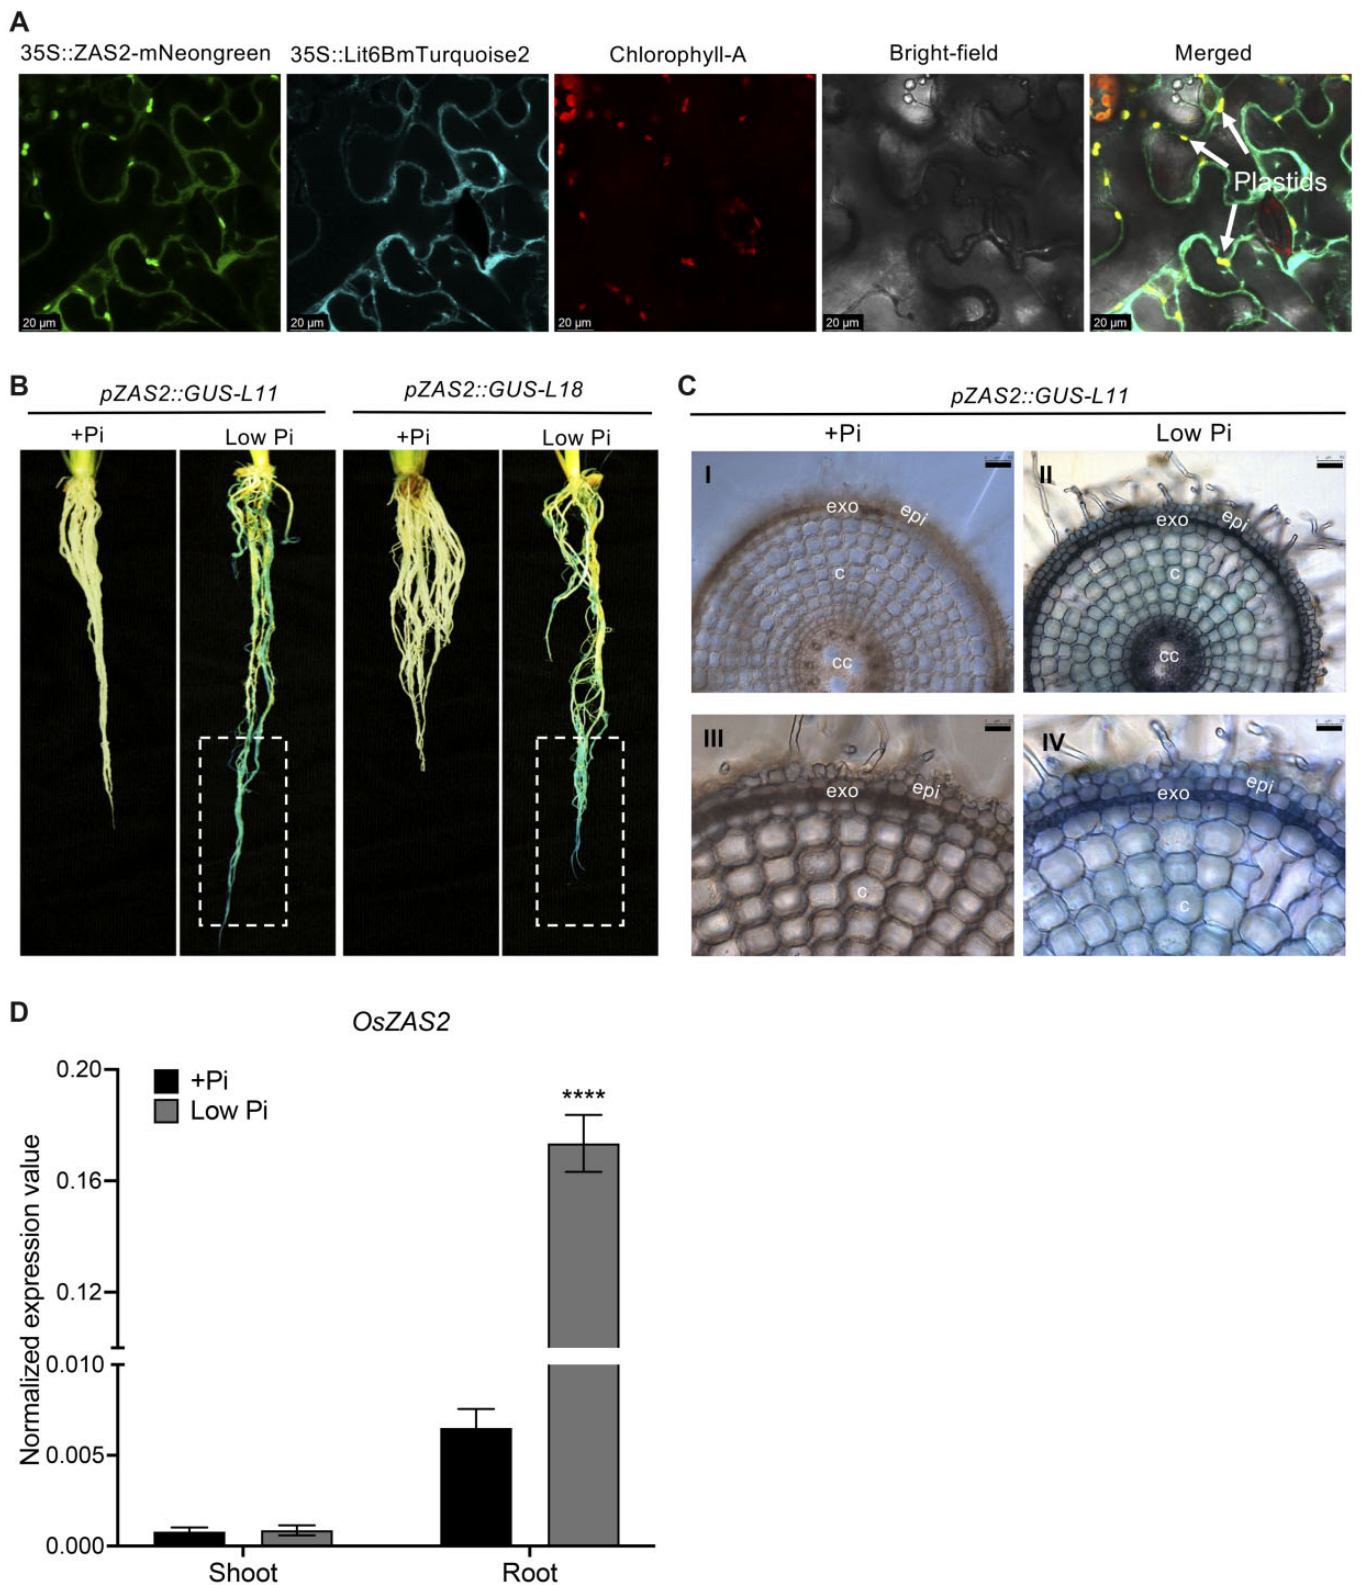 A
35S::ZAS2-mNeongreen
35S::Lit6BmTurquoise2
Chlorophyll-A
Bright-field
Merged
Plastids
20 µm
20 µm
20 µm
20 µm
20 µm
B
pZAS2::GUS-L11
pZAS2::GUS-L18
+Pi
Low Pi
+Pi
Low Pi
C
pZAS2::GUS-L11
+Pi
Low Pi
I
exo
epi
c
cc
II
exo
epi
c
cc
III
exo
epi
c
IV
exo
epi
c
D
OsZAS2
+Pi
Low Pi
****
Normalized expression value
0.20
0.16
0.12
0.010
0.005
0.000
Shoot
Root